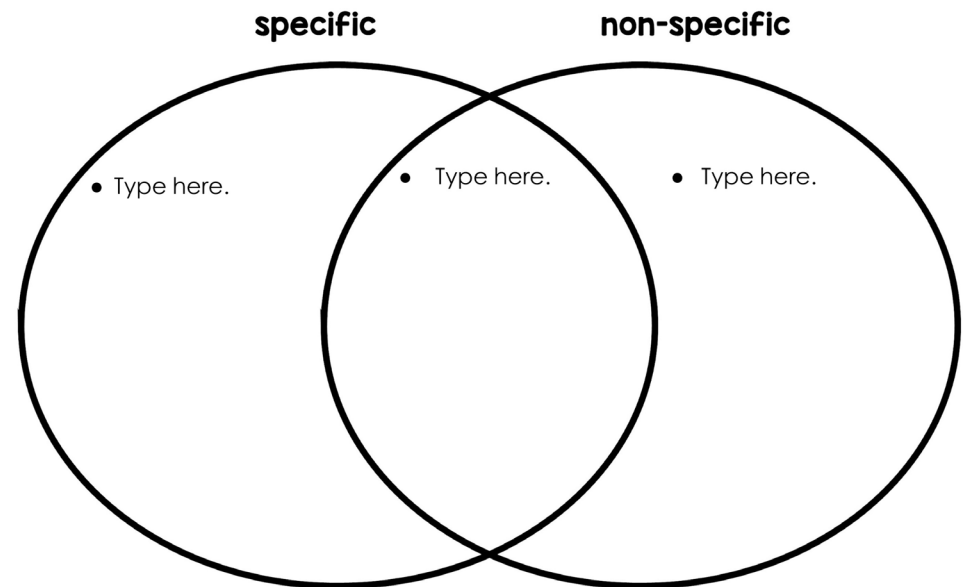 specific
non-specific
• Type here.
• Type here.
• Type here.